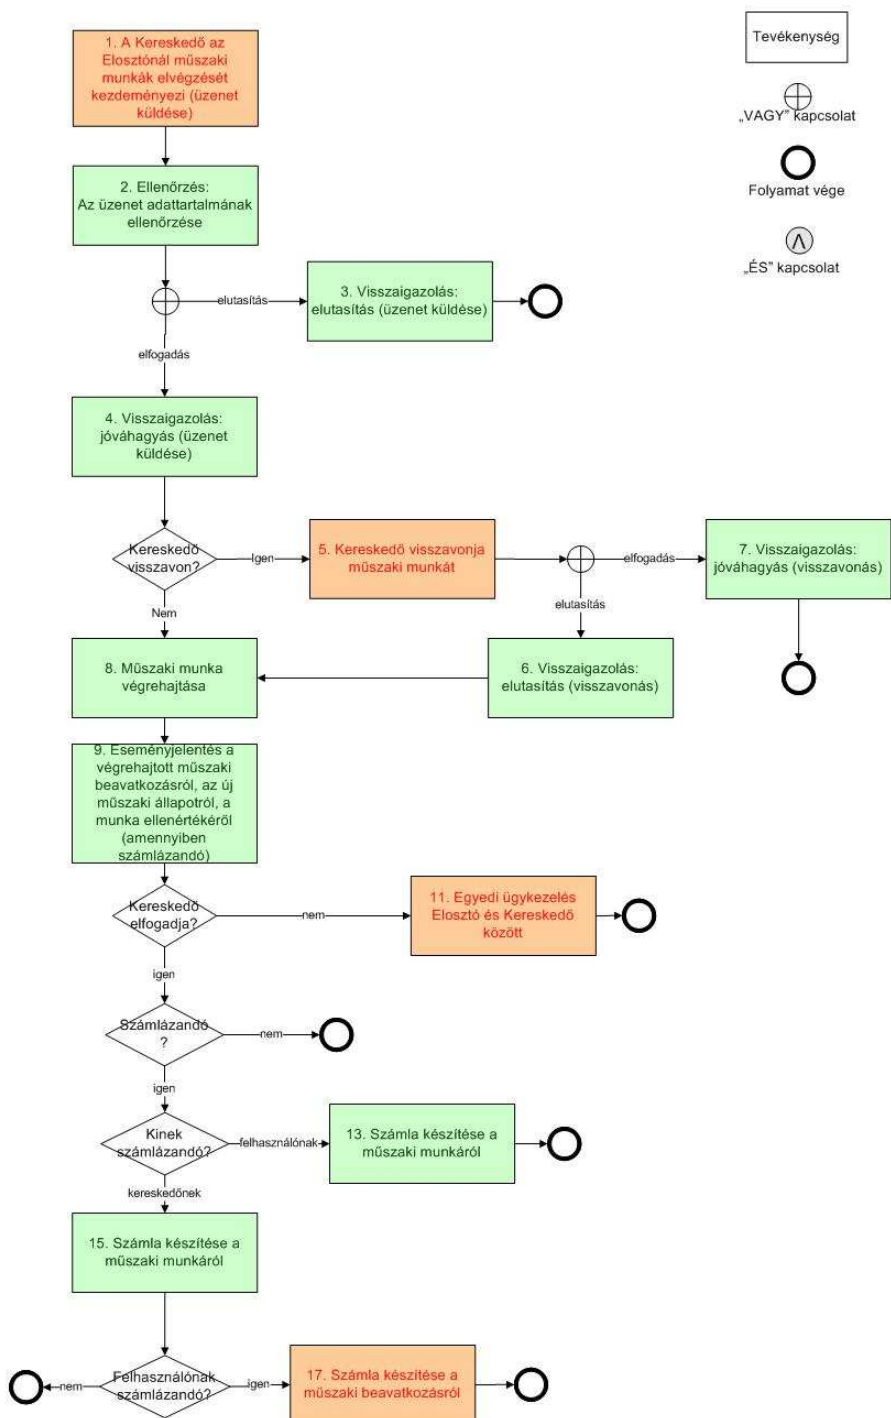 1. A Kereskedő az
Elosztónál műszaki
munkák elvégzését
kezdeményezi (üzenet
küldése)
Tevékenység
„VAGY” kapcsolat
Folyamat vége
„ÉS” kapcsolat
2. Ellenőrzés:
Az üzenet adattartalmának
ellenőrzése
elutasítás
3. Visszaigazolás:
elutasítás (üzenet küldése)
elfogadás
4. Visszaigazolás:
jóváhagyás (üzenet
küldése)
Kereskedő
visszavon?
Igen
5. Kereskedő visszavonja
műszaki munkát
elfogadás
7. Visszaigazolás:
jóváhagyás (visszavonás)
elutasítás
Nem
6. Visszaigazolás:
elutasítás (visszavonás)
8. Műszaki munka
végrehajtása
9. Eseményjelentés a
végrehajtott műszaki
beavatkozásról, az új
műszaki állapotról, a
munka ellenértékéről
(amennyiben
számlázandó)
Kereskedő
elfogadja?
nem
11. Egyedi ügykezelés
Elosztó és Kereskedő
között
igen
Számlázandó
?
nem
igen
Kinek
számlázandó?
felhasználónak
13. Számla készítése a
műszaki munkáról
kereskedőnek
15. Számla készítése a
műszaki munkáról
Felhasználónak
számlázandó?
nem
igen
17. Számla készítése a
műszaki beavatkozásról